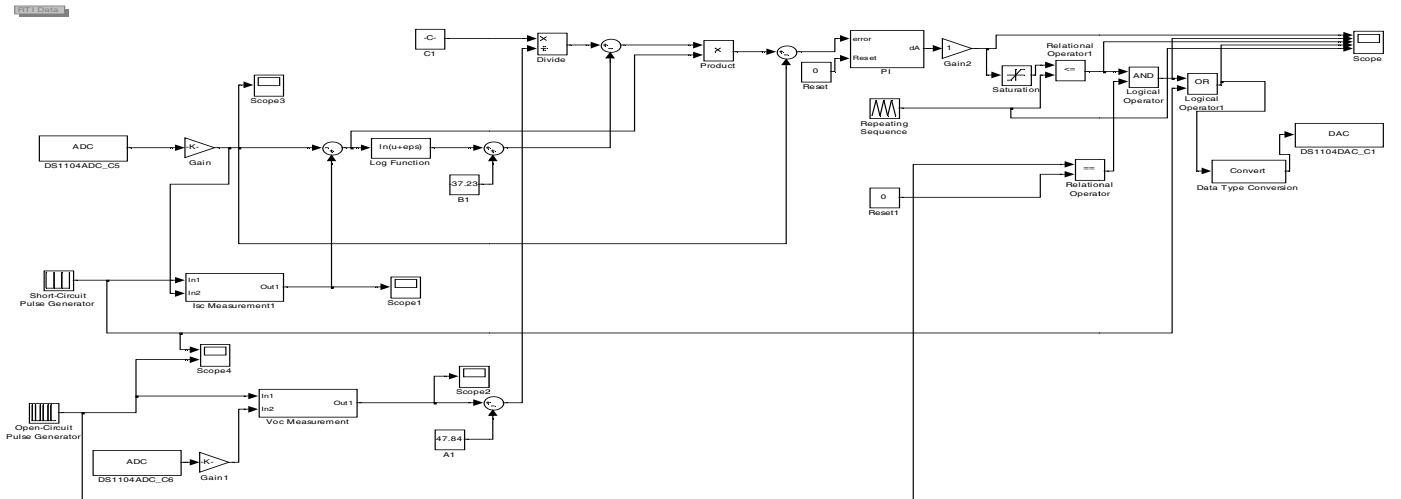 RTI Data
-C-
C1
×
÷
Divide
×
Product
error
Reset
dA
PI
0
Reset
1
Gain2
Saturation
Relational
Operator1
<=
AND
Logical
Operator
OR
Logical
Operator1
Scope
Repeating
Sequence
DAC
DS1104DAC_C1
Convert
Data Type Conversion
==
Relational
Operator
0
Reset1
Scope3
ADC
DS1104ADC_C5
-K-
Gain
ln(u+eps)
Log Function
-37.23
B1
Short-Circuit
Pulse Generator
In1
In2
Out1
Isc Measurement1
Scope1
Scope4
Open-Circuit
Pulse Generator
In1
In2
Out1
Voc Measurement
Scope2
47.84
A1
ADC
DS1104ADC_C6
-K-
Gain1